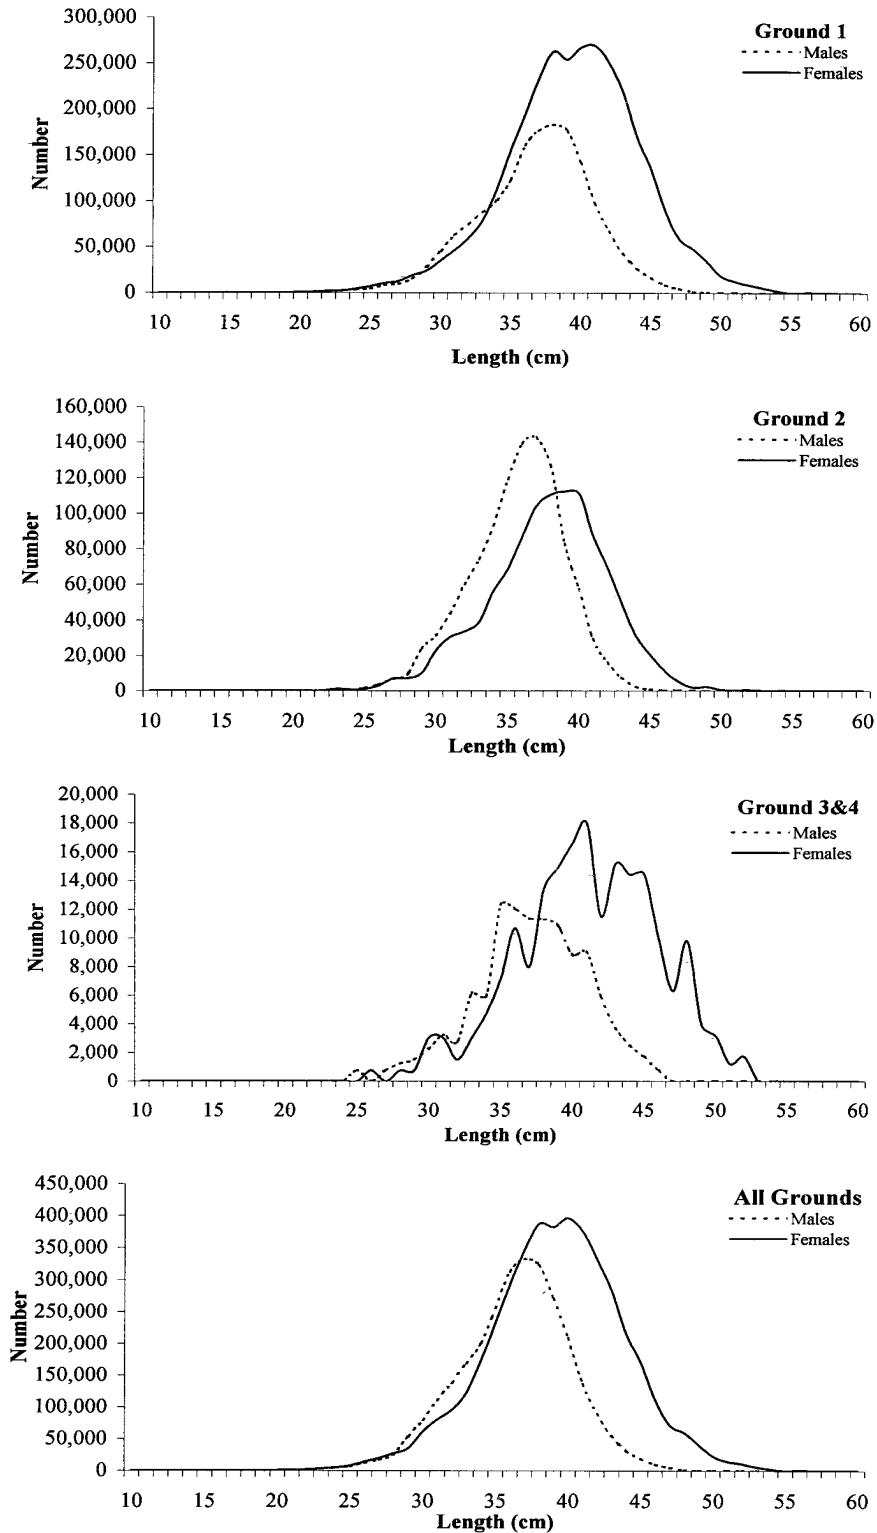 Ground 1
Males
Females
300,000
250,000
200,000
150,000
100,000
50,000
0
Number
10 15 20 25 30 35 40 45 50 55 60
Length (cm)
Ground 2
Males
Females
160,000
140,000
120,000
100,000
80,000
60,000
40,000
20,000
0
Number
10 15 20 25 30 35 40 45 50 55 60
Length (cm)
Ground 3&4
Males
Females
20,000
18,000
16,000
14,000
12,000
10,000
8,000
6,000
4,000
2,000
0
Number
10 15 20 25 30 35 40 45 50 55 60
Length (cm)
All Grounds
Males
Females
450,000
400,000
350,000
300,000
250,000
200,000
150,000
100,000
50,000
0
Number
10 15 20 25 30 35 40 45 50 55 60
Length (cm)